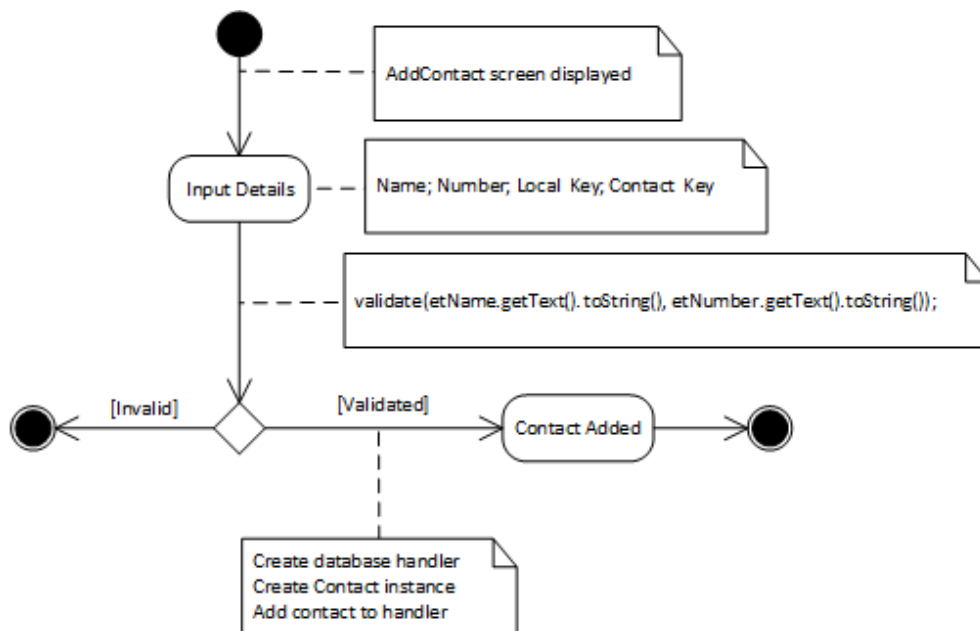 AddContact screen displayed
Input Details
Name; Number; Local Key; Contact Key
validate(etName.getText().toString(), etNumber.getText().toString());
[Invalid]
[Validated]
Contact Added
Create database handler
Create Contact instance
Add contact to handler